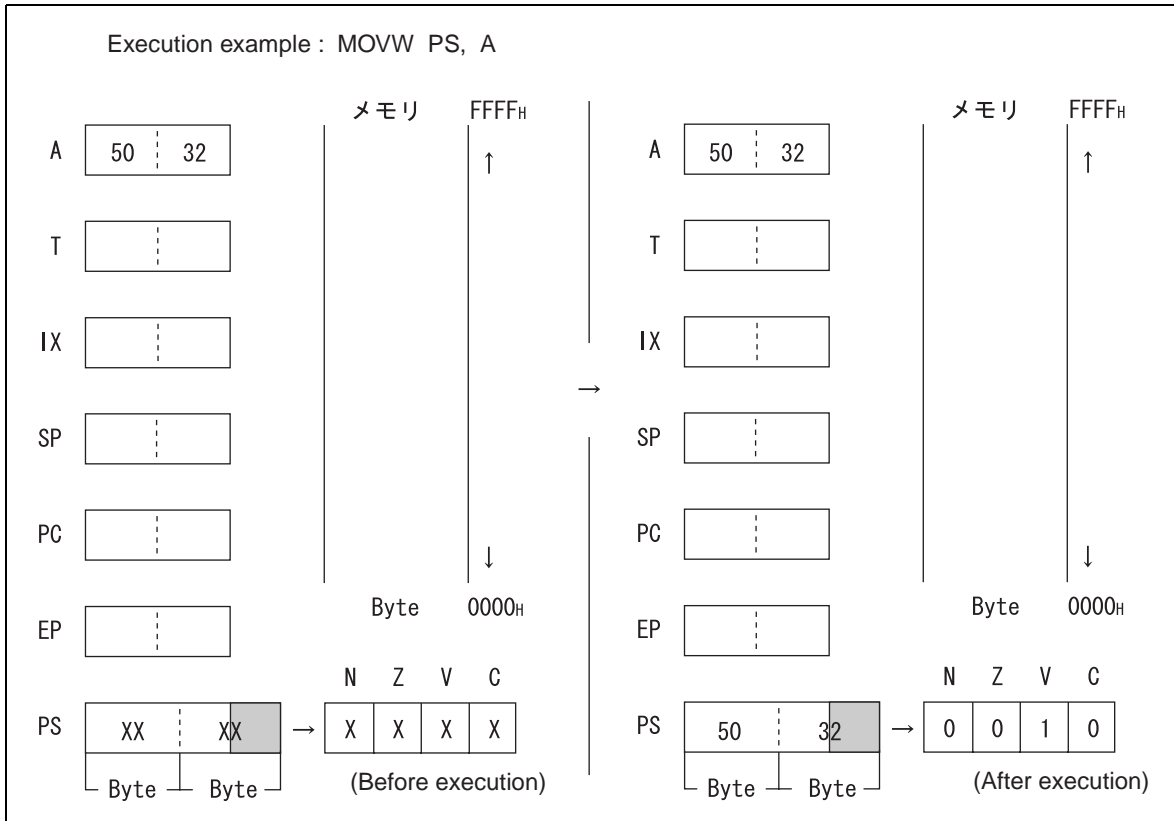 Execution example : MOVW PS, A
メモリ FFFFH
A 50 32
↑
T
IX
SP
PC
↓
Byte 0000H
EP
N Z V C
PS XX XX → X X X X
Byte Byte
(Before execution)
→
メモリ FFFFH
A 50 32
↑
T
IX
SP
PC
↓
Byte 0000H
EP
N Z V C
PS 50 32 → 0 0 1 0
Byte Byte
(After execution)